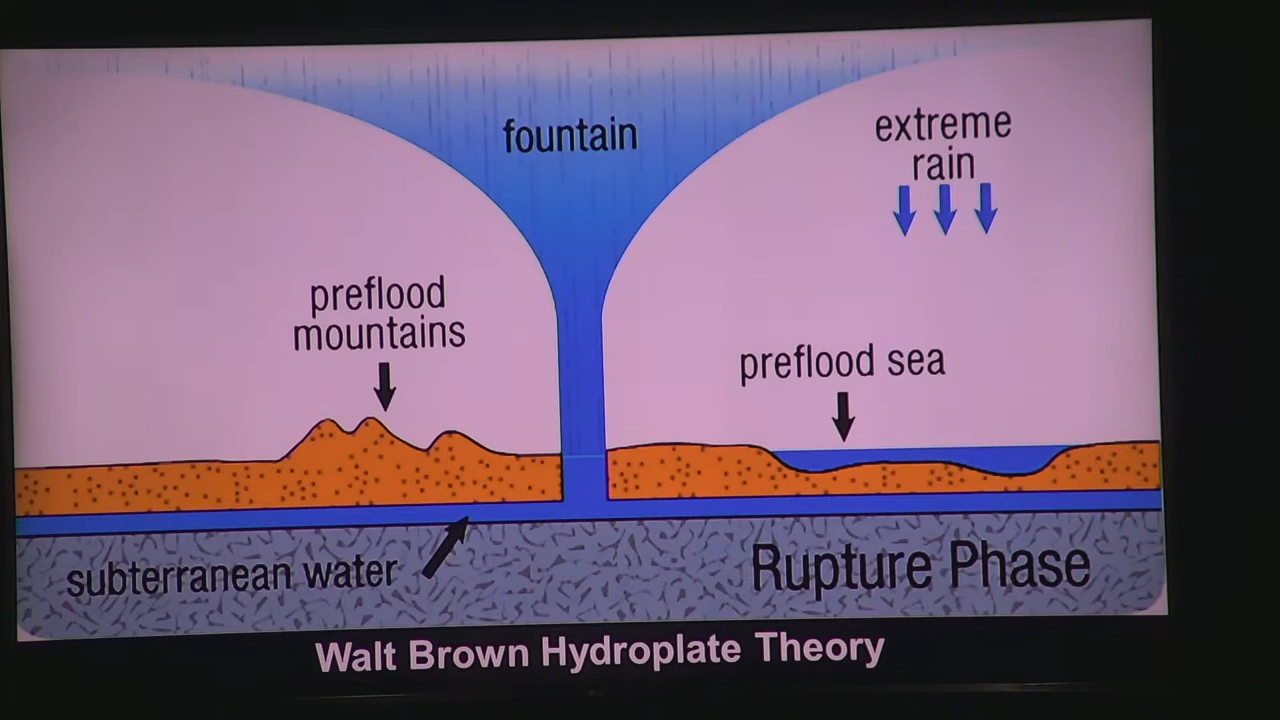 fountain
extreme
rain
preflood
mountains
preflood sea
subterranean water
Rupture Phase
Walt Brown Hydroplate Theory